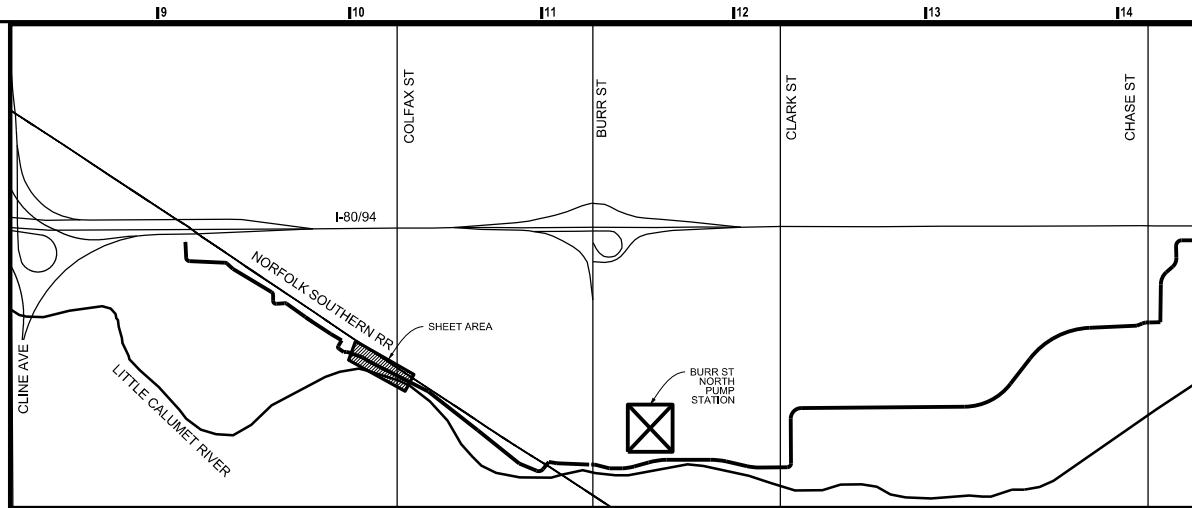 9
10
11
12
13
14
COLFAX ST
BURR ST
CLARK ST
CHASE ST
I-80/94
NORFOLK SOUTHERN RR
SHEET AREA
CLINE AVE
LITTLE CALUMET RIVER
BURR ST
NORTH
PUMP
STATION